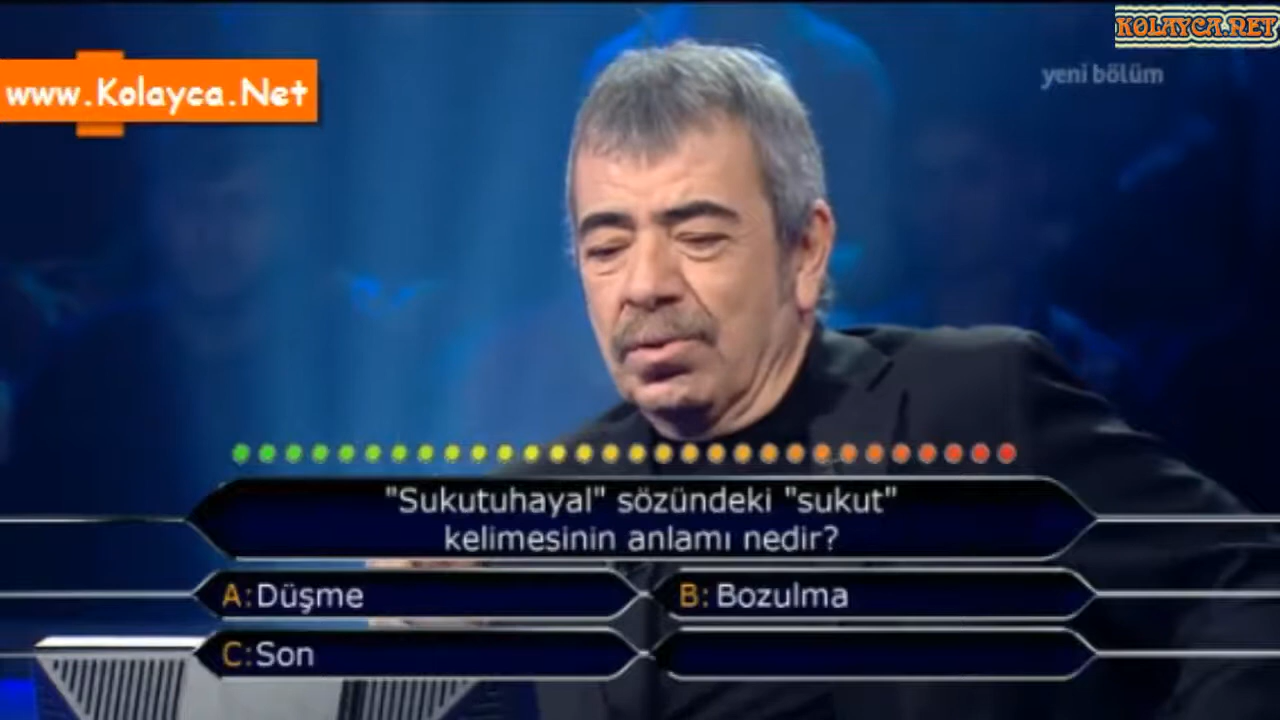 KOLAYCA.NET
www.Kolayca.Net
yeni bölüm
"Sukutuhayal" sözündeki "sukut"
kelimesinin anlamı nedir?
A: Düşme
B: Bozulma
C: Son